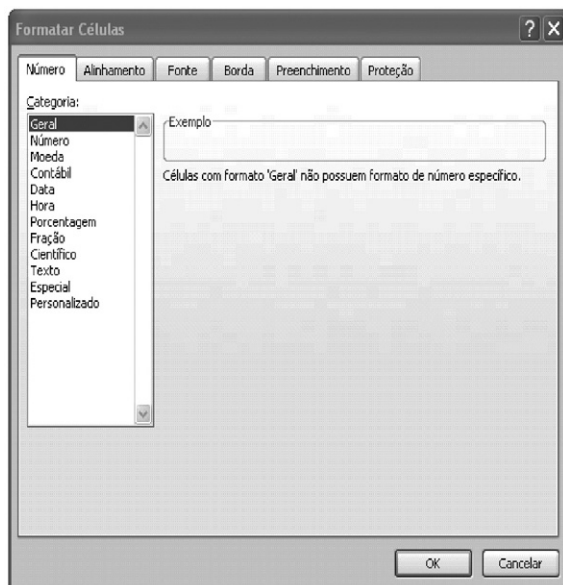 Formatar Células
Número Alinhamento Fonte Borda Preenchimento Proteção
Categoria:
Geral
Número
Moeda
Contábil
Data
Hora
Porcentagem
Fração
Científico
Texto
Especial
Personalizado
Exemplo
Células com formato 'Geral' não possuem formato de número específico.
OK Cancelar